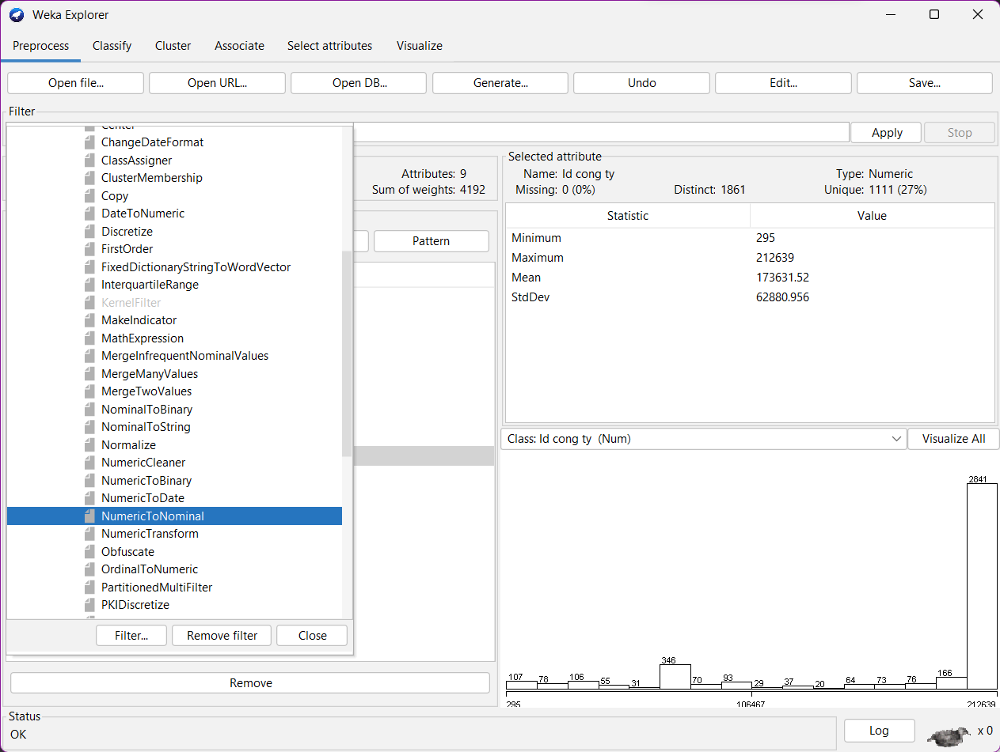 Weka Explorer
Preprocess Classify Cluster Associate Select attributes Visualize
Open file... Open URL... Open DB... Generate... Undo Edit... Save...
Filter
Apply Stop
Center
ChangeDateFormat
ClassAssigner
ClusterMembership
Copy
DateToNumeric
Discretize
FirstOrder
FixedDictionaryStringToWordVector
InterquartileRange
KernelFilter
MakeIndicator
MathExpression
MergeInfrequentNominalValues
MergeManyValues
MergeTwoValues
NominalToBinary
NominalToString
Normalize
NumericCleaner
NumericToBinary
NumericToDate
NumericToNominal
NumericTransform
Obfuscate
OrdinalToNumeric
PartitionedMultiFilter
PKIDiscretize
Filter... Remove filter Close
Attributes: 9
Sum of weights: 4192
Pattern
Remove
Selected attribute
Name: Id cong ty Type: Numeric
Missing: 0 (0%) Distinct: 1861 Unique: 1111 (27%)
Statistic Value
Minimum 295
Maximum 212639
Mean 173631.52
StdDev 62880.956
Class: Id cong ty (Num) Visualize All
2841
107 78 106 55 31 346 70 93 29 37 20 64 73 76 166
295 106467 212639
Status
OK
Log x 0